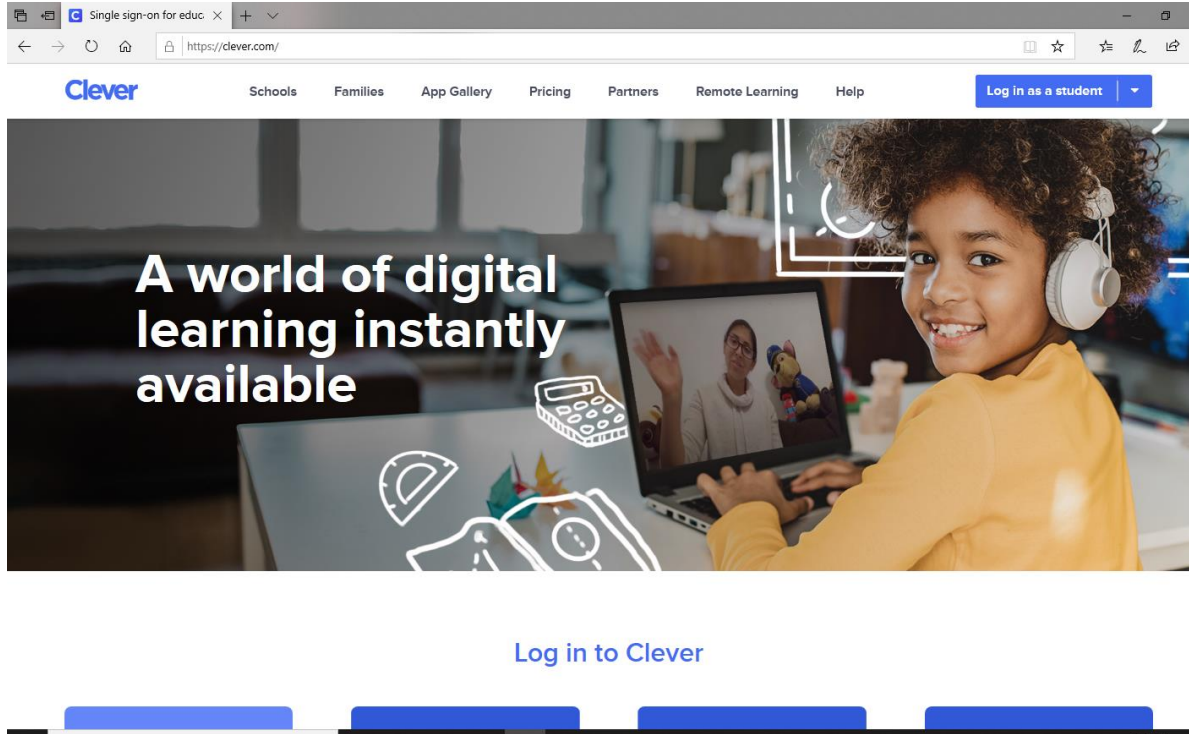 Single sign-on for educ
https://clever.com/
Clever
Schools Families App Gallery Pricing Partners Remote Learning Help
Log in as a student
A world of digital
learning instantly
available
Log in to Clever